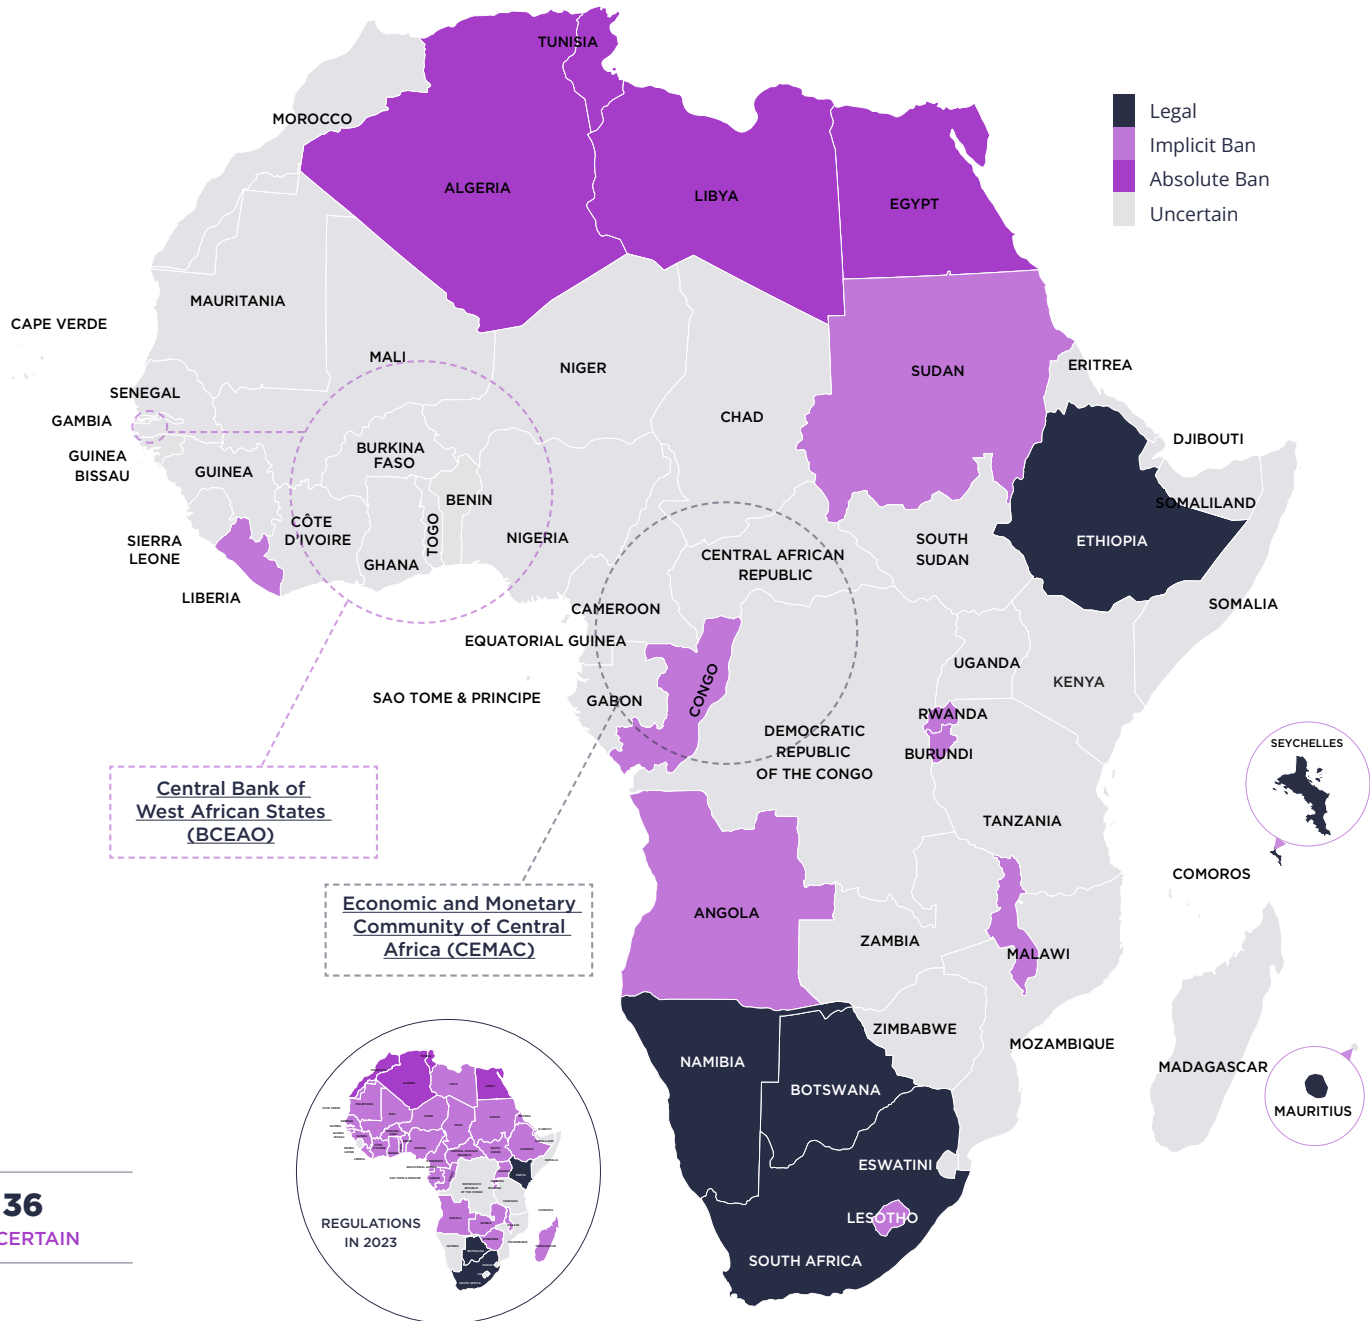 TUNISIA
MOROCCO
ALGERIA
LIBYA
EGYPT
Legal
Implicit Ban
Absolute Ban
Uncertain
MAURITANIA
CAPE VERDE
MALI
NIGER
CHAD
SUDAN
ERITREA
SENEGAL
GAMBIA
GUINEA
BISSAU
GUINEA
BURKINA
FASO
BENIN
DJIBOUTI
SOMALILAND
SIERRA
LEONE
CÔTE
D'IVOIRE
GHANA
TOGO
NIGERIA
CENTRAL AFRICAN
REPUBLIC
SOUTH
SUDAN
ETHIOPIA
LIBERIA
CAMEROON
SOMALIA
EQUATORIAL GUINEA
UGANDA
KENYA
SAO TOME & PRINCIPE
GABON
CONGO
RWANDA
BURUNDI
DEMOCRATIC
REPUBLIC
OF THE CONGO
SEYCHELLES
Central Bank of
West African States
(BCEAO)
TANZANIA
COMOROS
Economic and Monetary
Community of Central
Africa (CEMAC)
ANGOLA
ZAMBIA
MALAWI
ZIMBABWE
MOZAMBIQUE
NAMIBIA
BOTSWANA
MADAGASCAR
MAURITIUS
ESWATINI
LESOTHO
SOUTH AFRICA
36
CERTAIN
REGULATIONS
IN 2023